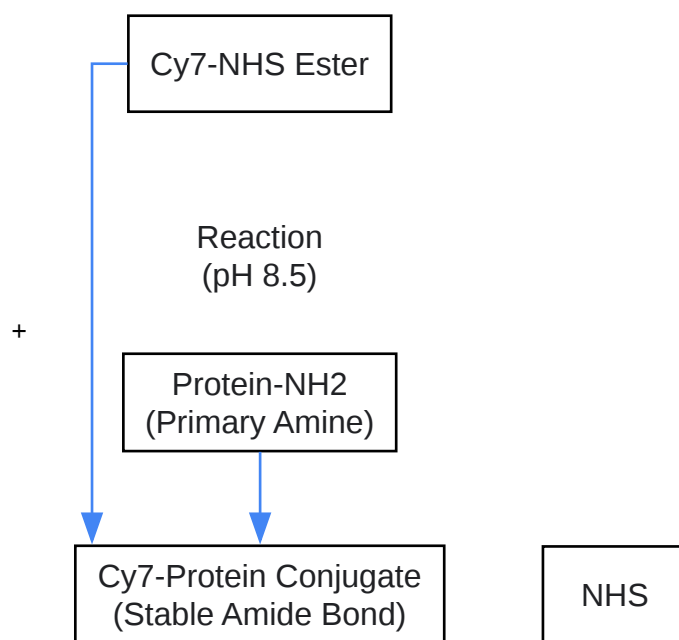 Cy7-NHS Ester
Reaction
(pH 8.5)
+
Protein-NH2
(Primary Amine)
Cy7-Protein Conjugate
(Stable Amide Bond)
NHS